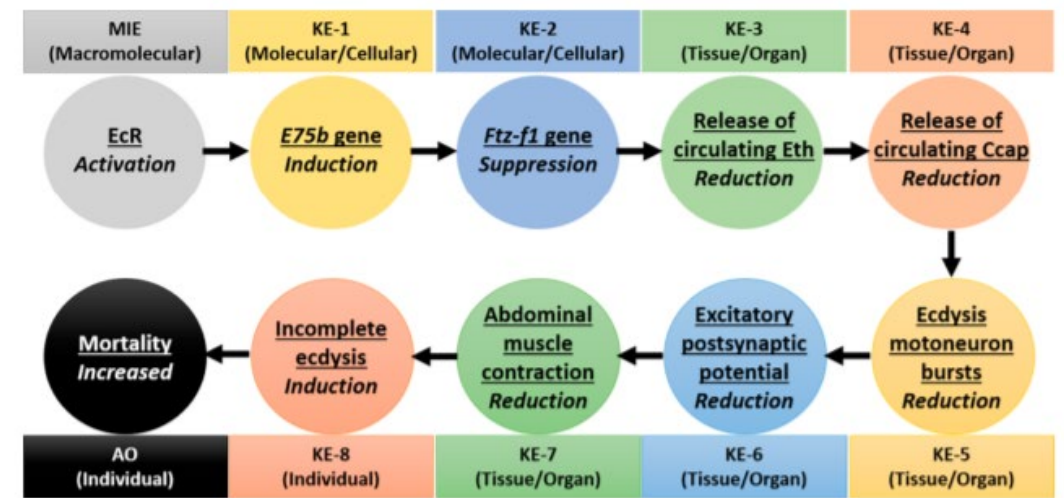 MIE
(Macromolecular)
KE-1
(Molecular/Cellular)
KE-2
(Molecular/Cellular)
KE-3
(Tissue/Organ)
KE-4
(Tissue/Organ)
EcR
Activation
E75b gene
Induction
Ftz-f1 gene
Suppression
Release of
circulating Eth
Reduction
Release of
circulating Ccap
Reduction
Mortality
Increased
Incomplete
ecdysis
Induction
Abdominal
muscle
contraction
Reduction
Excitatory
postsynaptic
potential
Reduction
Ecdysis
motoneuron
bursts
Reduction
AO
(Individual)
KE-8
(Individual)
KE-7
(Tissue/Organ)
KE-6
(Tissue/Organ)
KE-5
(Tissue/Organ)